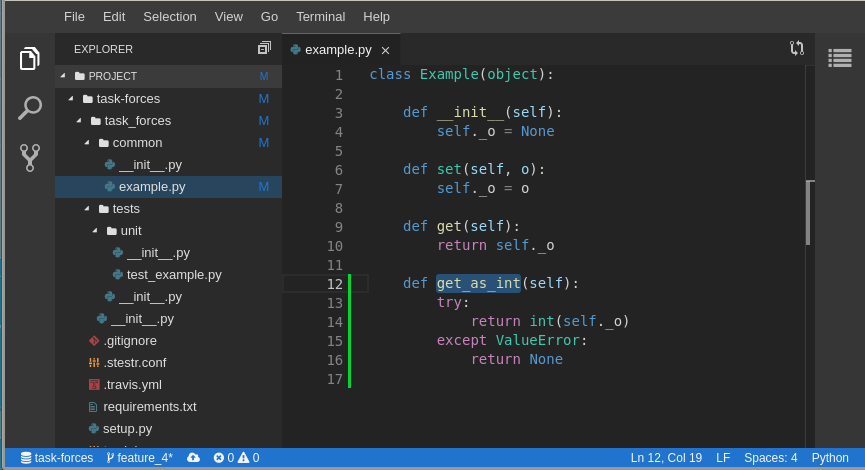 File Edit Selection View Go Terminal Help
EXPLORER
PROJECT M
task-forces M
task_forces M
common M
__init__.py
example.py M
tests
unit
__init__.py
test_example.py
__init__.py
__init__.py
.gitignore
.stestr.conf
.travis.yml
requirements.txt
setup.py
example.py ×
1 class Example(object):
2
3 def __init__(self):
4 self._o = None
5
6 def set(self, o):
7 self._o = o
8
9 def get(self):
10 return self._o
11
12 def get_as_int(self):
13 try:
14 return int(self._o)
15 except ValueError:
16 return None
17
task-forces feature_4* 0 0 Ln 12, Col 19 LF Spaces: 4 Python